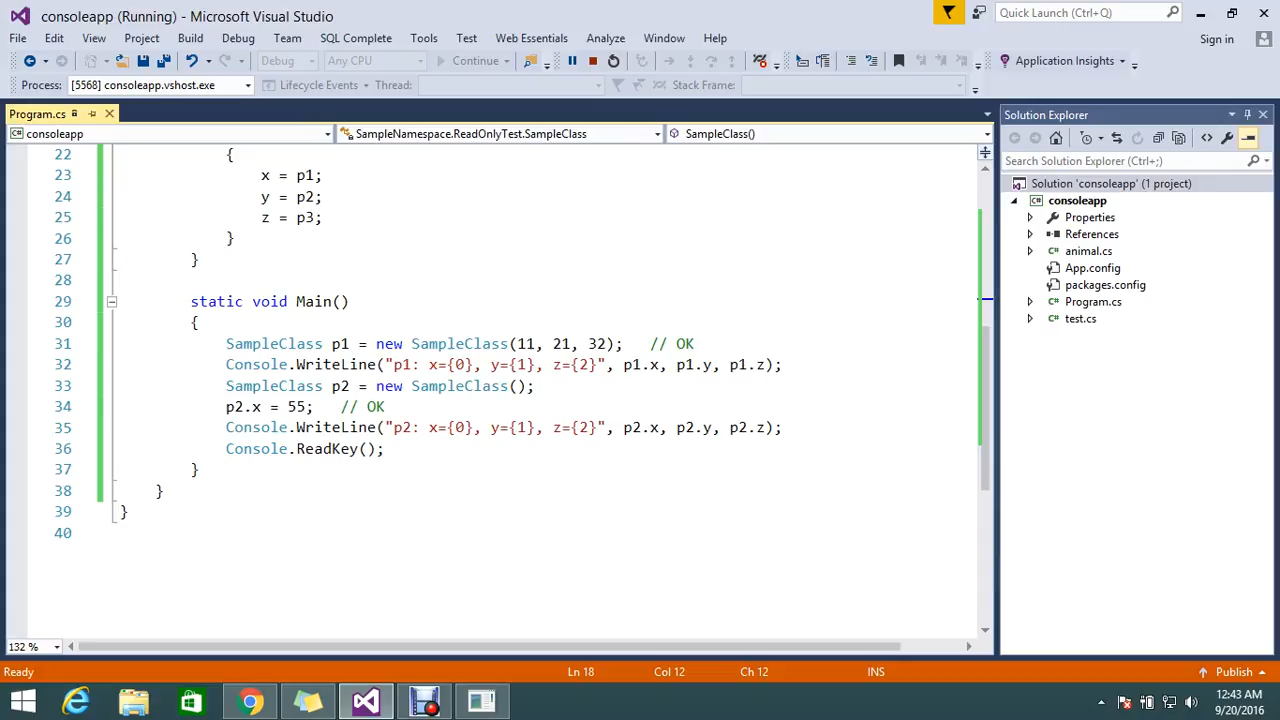 consoleapp (Running) - Microsoft Visual Studio
Quick Launch (Ctrl+Q)
File Edit View Project Build Debug Team SQL Complete Tools Test Web Essentials Analyze Window Help
Sign in
Debug Any CPU Continue Application Insights
Process: [5568] consoleapp.vshost.exe Lifecycle Events Thread: Stack Frame:
Program.cs
consoleapp SampleNamespace.ReadOnlyTest.SampleClass SampleClass()
22 {
23 x = p1;
24 y = p2;
25 z = p3;
26 }
27 }
28
29 static void Main()
30 {
31 SampleClass p1 = new SampleClass(11, 21, 32); // OK
32 Console.WriteLine("p1: x={0}, y={1}, z={2}", p1.x, p1.y, p1.z);
33 SampleClass p2 = new SampleClass();
34 p2.x = 55; // OK
35 Console.WriteLine("p2: x={0}, y={1}, z={2}", p2.x, p2.y, p2.z);
36 Console.ReadKey();
37 }
38 }
39 }
40
132 %
Solution Explorer
Search Solution Explorer (Ctrl+;)
Solution 'consoleapp' (1 project)
consoleapp
Properties
References
animal.cs
App.config
packages.config
Program.cs
test.cs
Ready Ln 18 Col 12 Ch 12 INS Publish
12:43 AM
9/20/2016